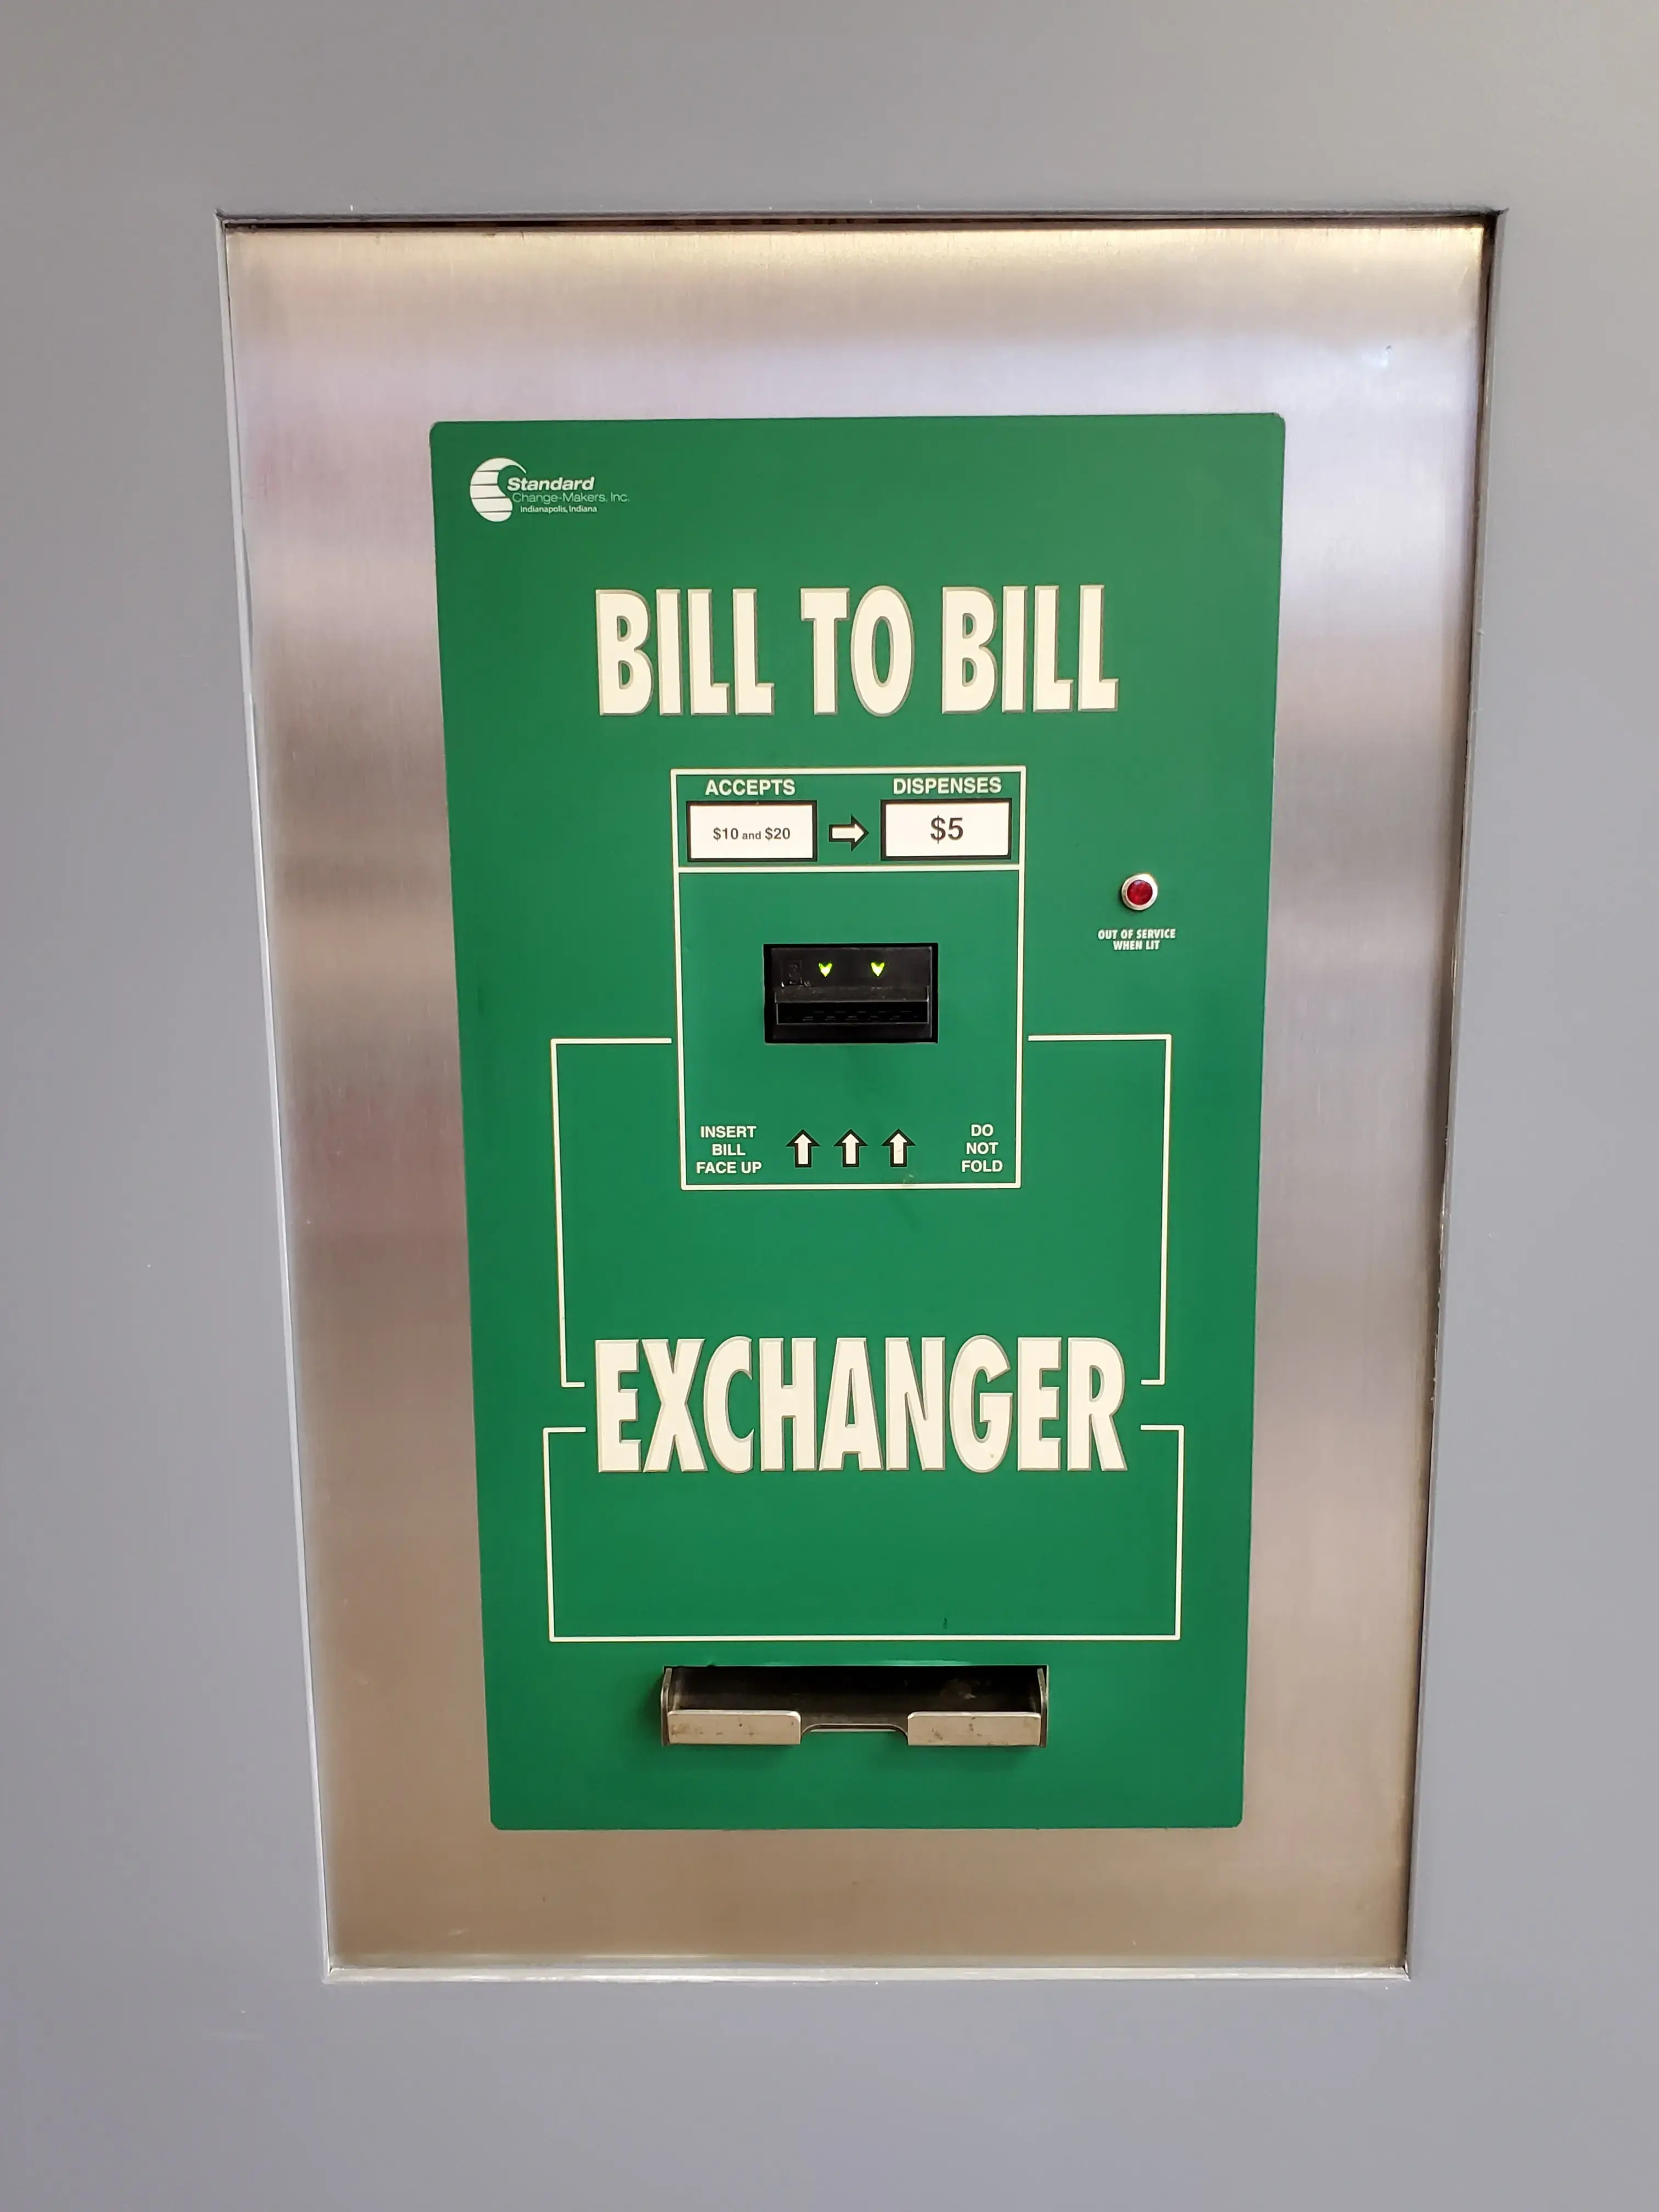 Standard
Change-Makers, Inc.
Indianapolis, Indiana
BILL TO BILL
ACCEPTS
DISPENSES
$10 and $20
$5
OUT OF SERVICE
WHEN LIT
INSERT
BILL
FACE UP
DO
NOT
FOLD
EXCHANGER